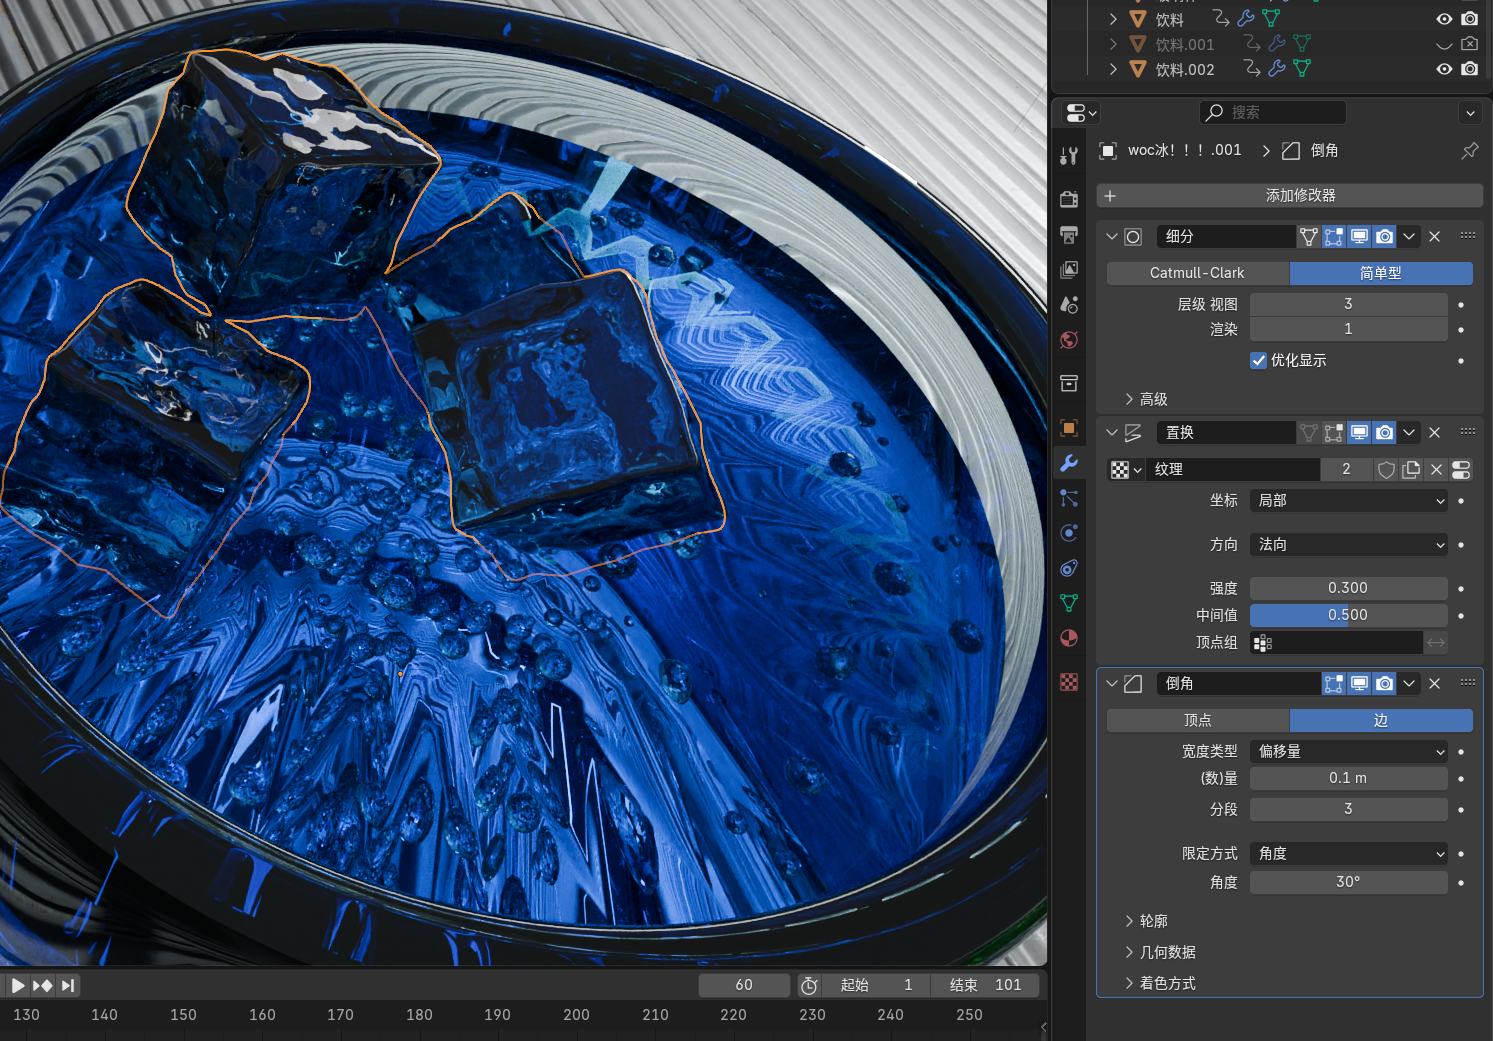 饮料
饮料.001
饮料.002
搜索
woc冰！！！.001 倒角
添加修改器
细分
Catmull-Clark 简单型
层级 视图 3
渲染 1
优化显示
高级
置换
纹理 2
坐标 局部
方向 法向
强度 0.300
中间值 0.500
顶点组
倒角
顶点 边
宽度类型 偏移量
(数)量 0.1 m
分段 3
限定方式 角度
角度 30°
轮廓
几何数据
着色方式
60 起始 1 结束 101
130 140 150 160 170 180 190 200 210 220 230 240 250